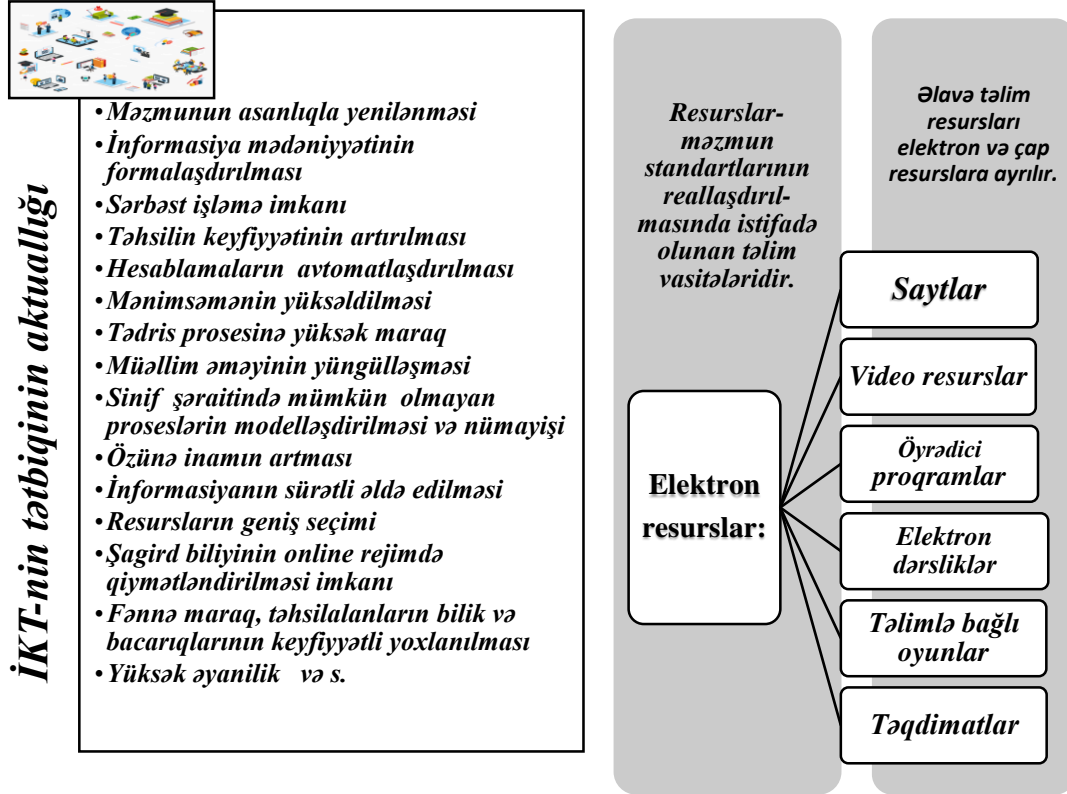 İKT-nin tətbiqinin aktuallığı
• Məzmunun asanlıqla yenilənməsi
• İnformasiya mədəniyyətinin
formalaşdırılması
• Sərbəst işləmə imkanı
• Təhsilin keyfiyyətinin artırılması
• Hesablamaların avtomatlaşdırılması
• Mənimsəmənin yüksəldilməsi
• Tədris prosesinə yüksək maraq
• Müəllim əməyinin yüngülləşməsi
• Sinif şəraitində mümkün olmayan
proseslərin modelləşdirilməsi və nümayişi
• Özünə inamın artması
• İnformasiyanın sürətli əldə edilməsi
• Resursların geniş seçimi
• Şagird biliyinin online rejimdə
qiymətləndirilməsi imkanı
• Fənnə maraq, təhsilalanların bilik və
bacarıqlarının keyfiyyətli yoxlanılması
• Yüksək əyanilik və s.
Resurslar-
məzmun
standartlarının
reallaşdırıl-
masında istifadə
olunan təlim
vasitələridir.
Əlavə təlim
resursları
elektron və çap
resurslara ayrılır.
Elektron
resurslar:
Saytlar
Video resurslar
Öyrədici
proqramlar
Elektron
dərsliklər
Təlimlə bağlı
oyunlar
Təqdimatlar